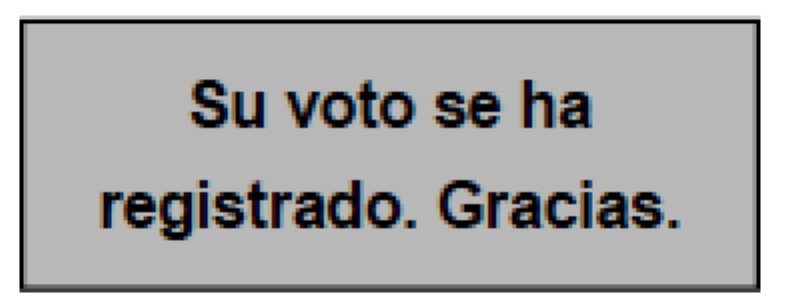 Su voto se ha
registrado. Gracias.